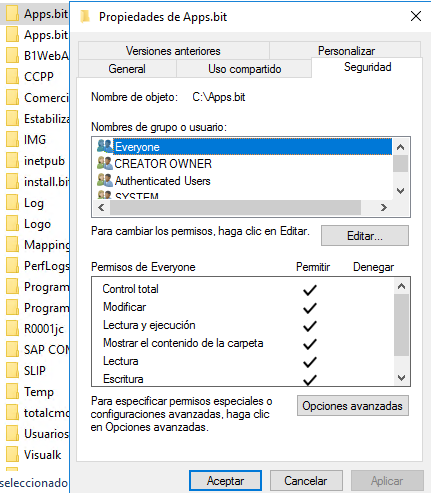 Apps.bit
Apps.bit
B1WebA
CCPP
Comerci
Estabiliza
IMG
inetpub
install.bi
Log
Logo
Mapping
PerfLogs
Program
Program
R0001jc
SAP COM
SLIP
Temp
totalcmd
Usuarios
Visualk
seleccionado
Propiedades de Apps.bit
Versiones anteriores Personalizar
General Uso compartido Seguridad
Nombre de objeto: C:\Apps.bit
Nombres de grupo o usuario:
Everyone
CREATOR OWNER
Authenticated Users
SYSTEM
Para cambiar los permisos, haga clic en Editar. Editar...
Permisos de Everyone Permitir Denegar
Control total
Modificar
Lectura y ejecución
Mostrar el contenido de la carpeta
Lectura
Escritura
Para especificar permisos especiales o
configuraciones avanzadas, haga clic
en Opciones avanzadas.
Opciones avanzadas
Aceptar Cancelar Aplicar